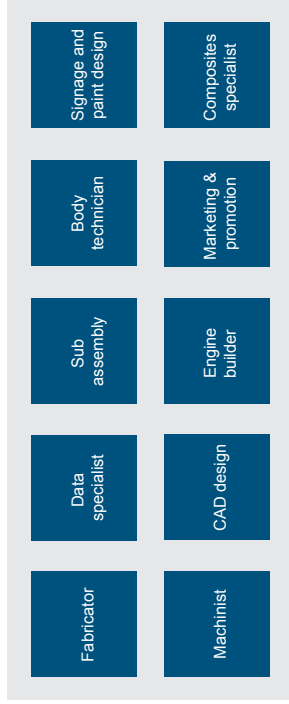 Fabricator
Data
specialist
Sub
assembly
Body
technician
Signage and
paint design
Machinist
CAD design
Engine
builder
Marketing &
promotion
Composites
specialist